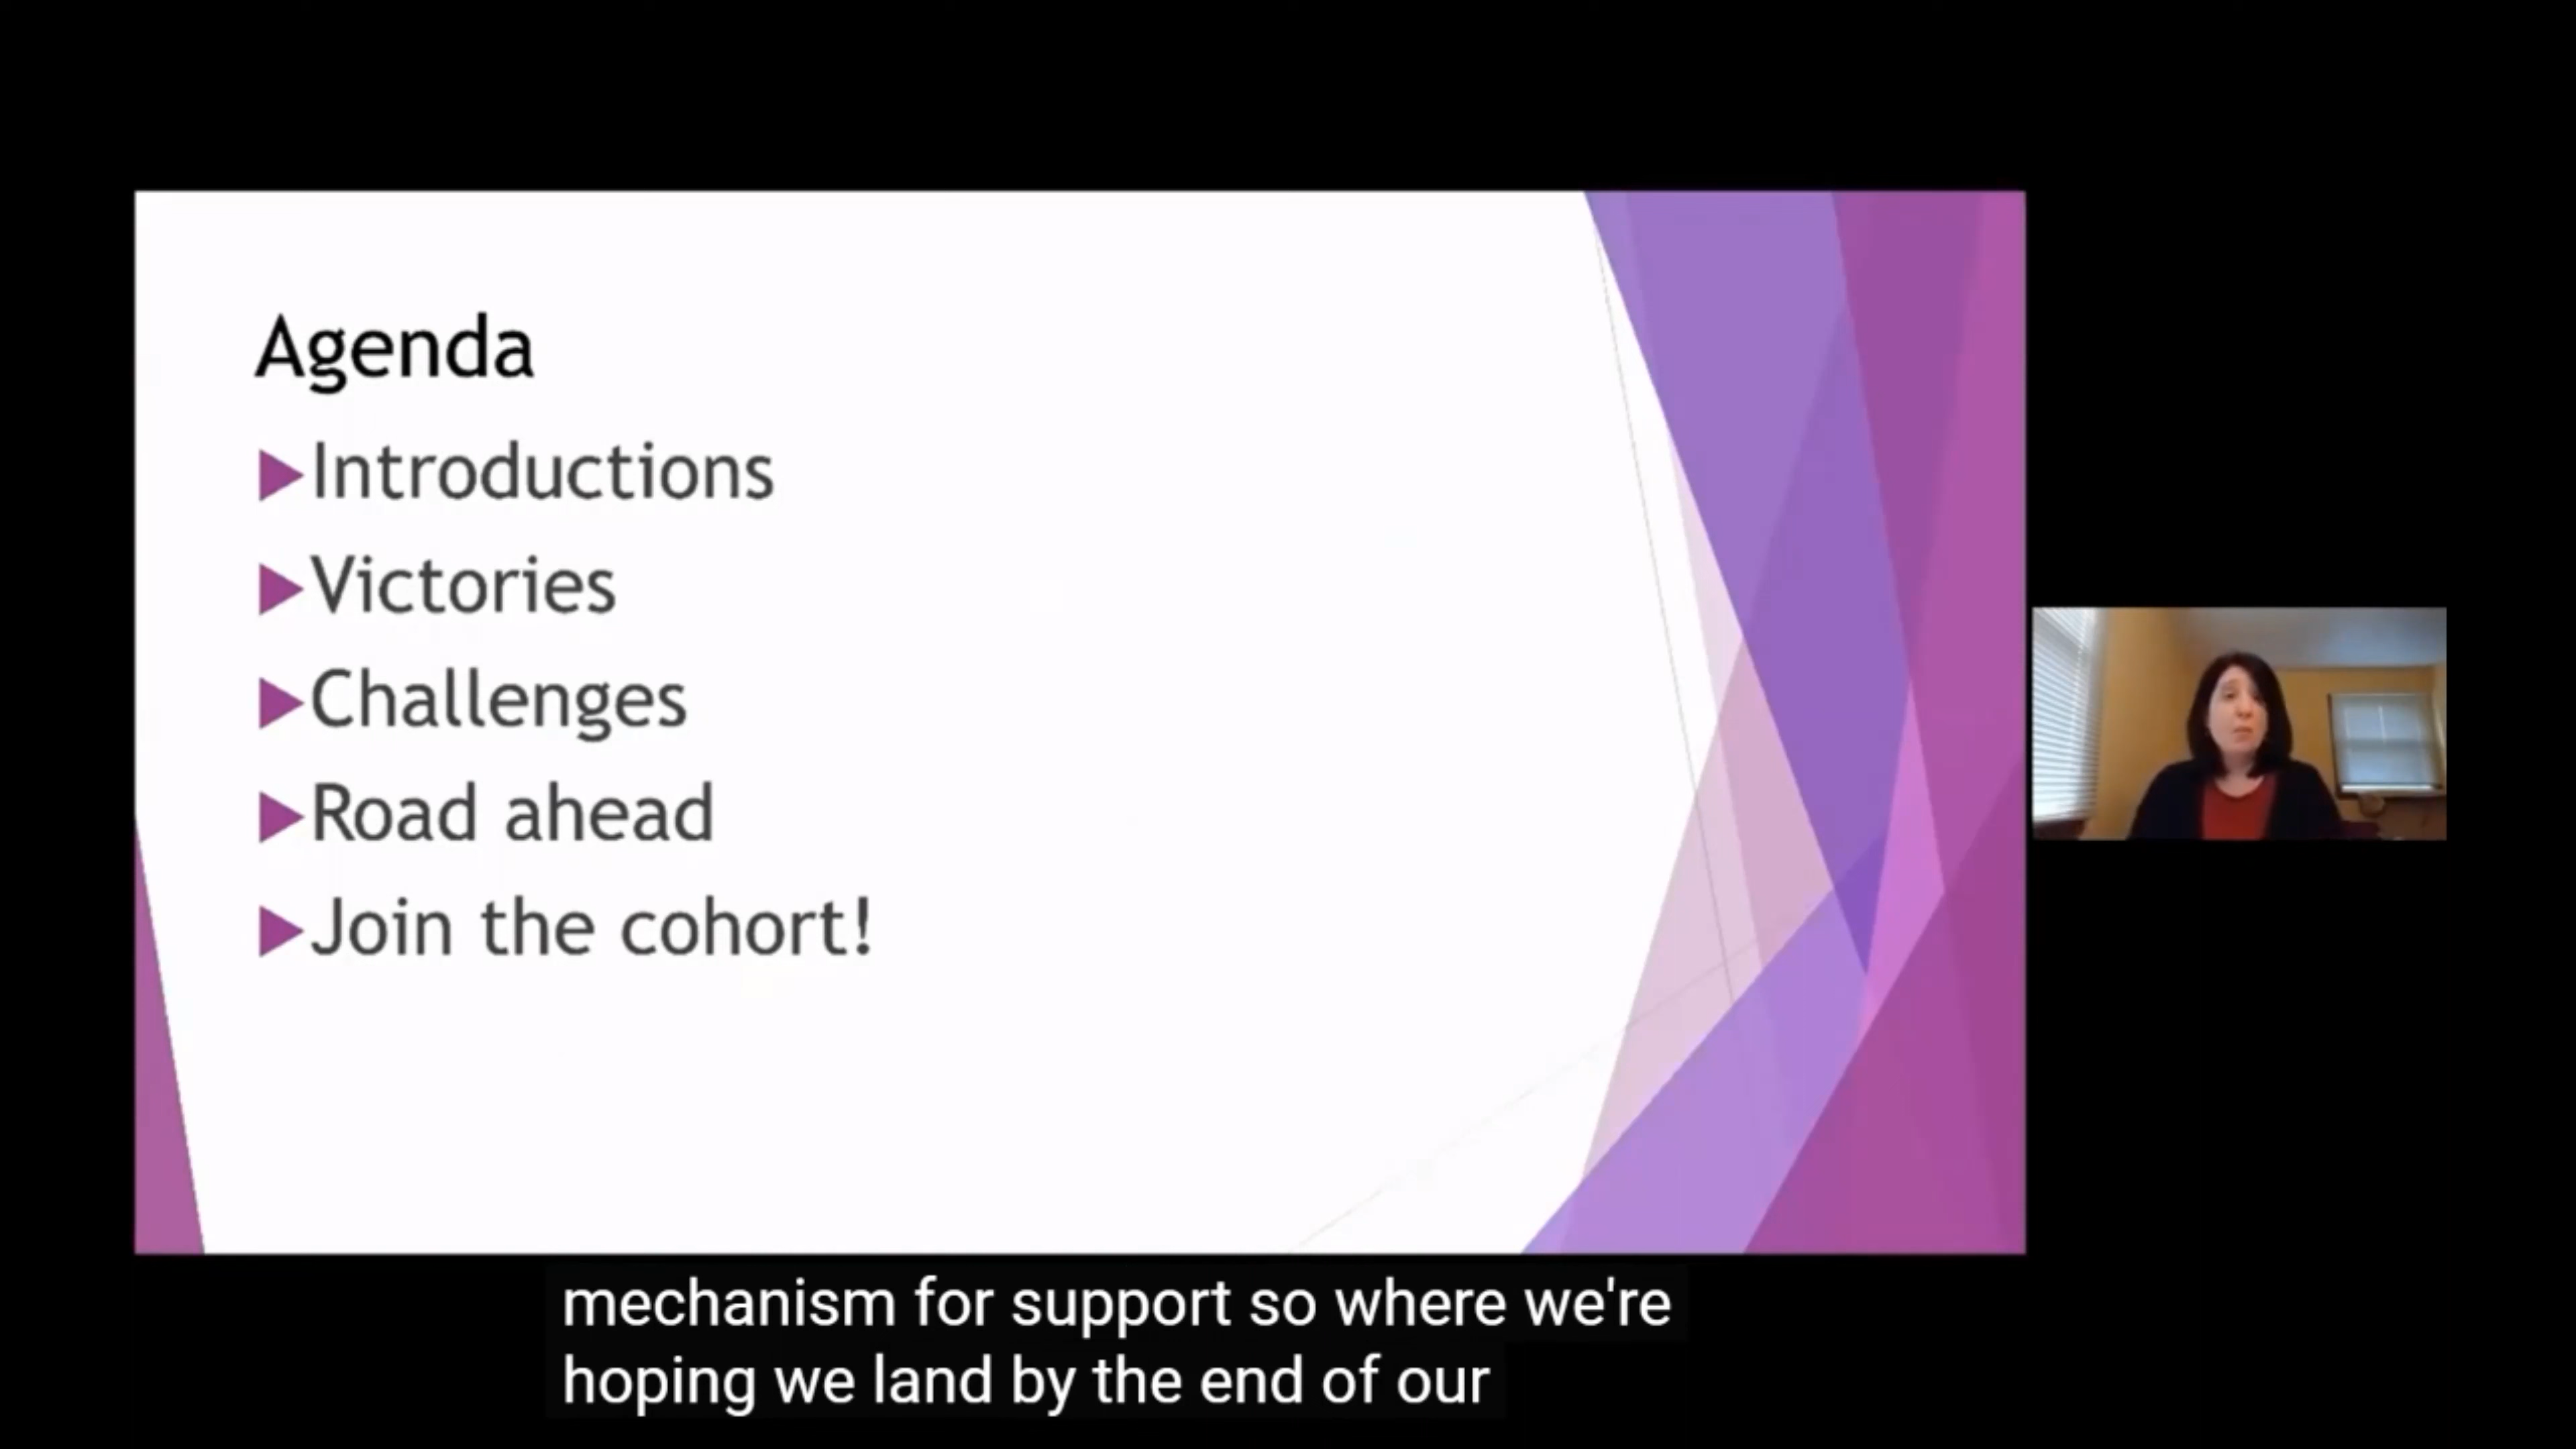 Agenda
Introductions
Victories
Challenges
Road ahead
Join the cohort!
mechanism for support so where we're
hoping we land by the end of our